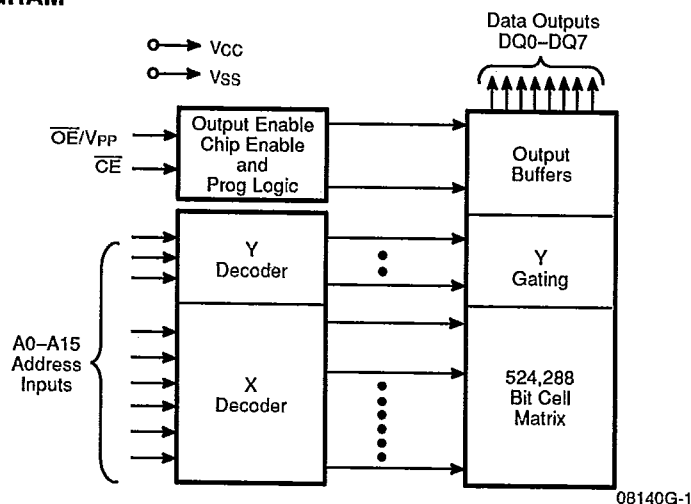 GRAM
Data Outputs
DQ0–DQ7
VCC
VSS
OE/VPP
CE
Output Enable
Chip Enable
and
Prog Logic
Output
Buffers
Y
Decoder
Y
Gating
A0–A15
Address
Inputs
X
Decoder
524,288
Bit Cell
Matrix
08140G-1